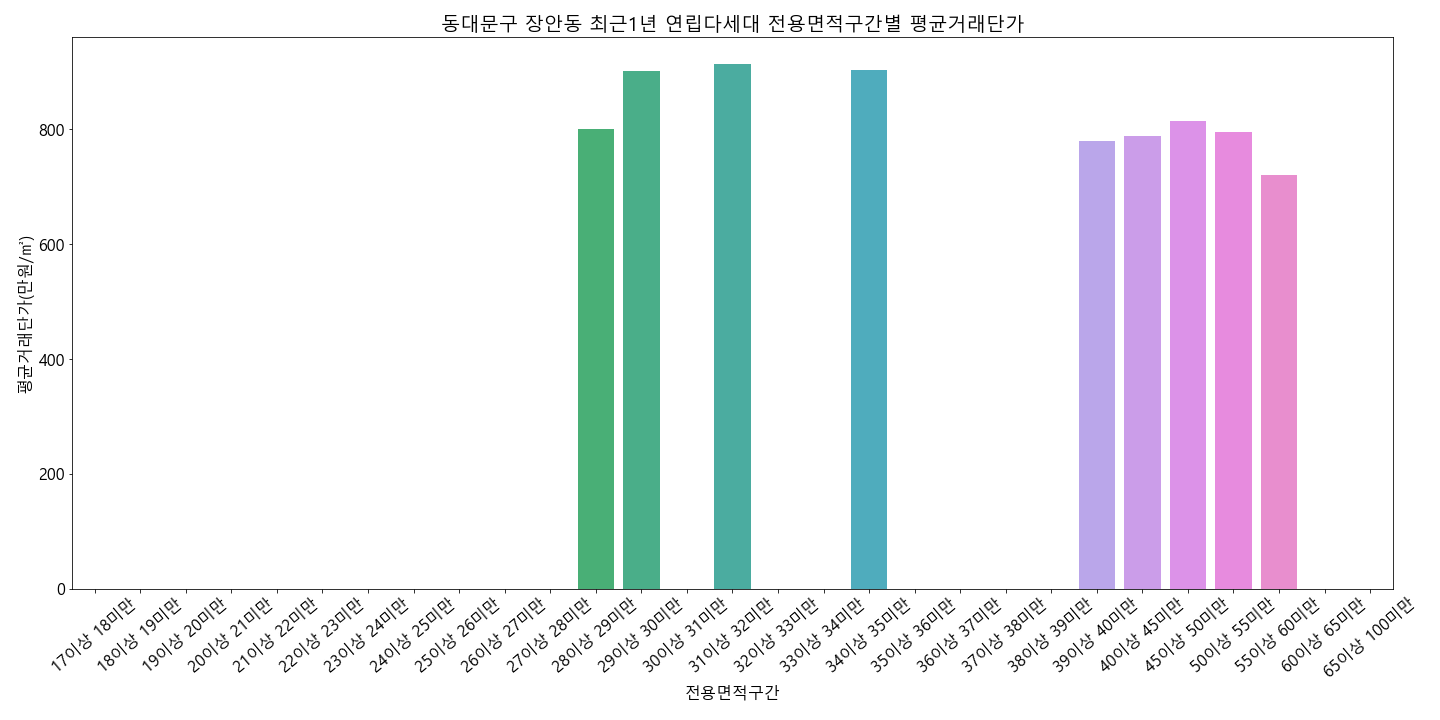 동대문구 장안동 최근1년 연립다세대 전용면적구간별 평균거래단가
평균거래단가(만원/㎡)
800
600
400
200
0
17이상 18미만
18이상 19미만
19이상 20미만
20이상 21미만
21이상 22미만
22이상 23미만
23이상 24미만
24이상 25미만
25이상 26미만
26이상 27미만
27이상 28미만
28이상 29미만
29이상 30미만
30이상 31미만
31이상 32미만
32이상 33미만
33이상 34미만
34이상 35미만
35이상 36미만
36이상 37미만
37이상 38미만
38이상 39미만
39이상 40미만
40이상 45미만
45이상 50미만
50이상 55미만
55이상 60미만
60이상 65미만
65이상 100미만
전용면적구간